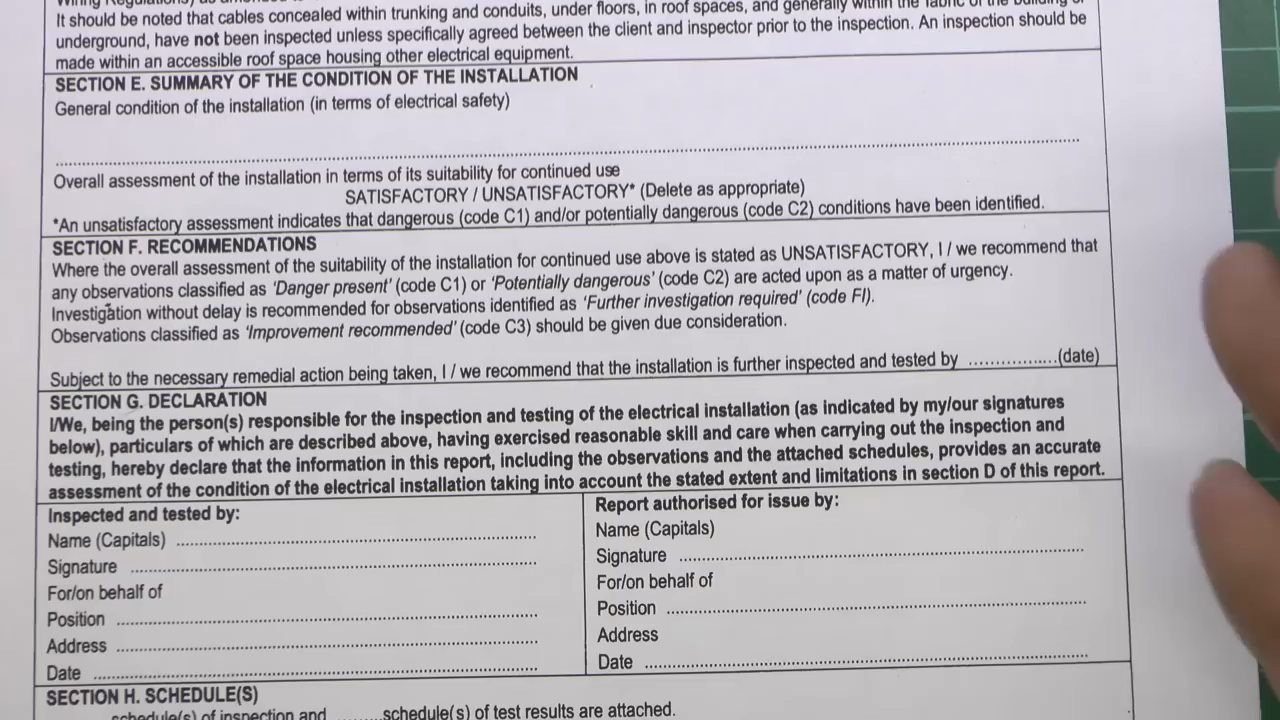 It should be noted that cables concealed within trunking and conduits, under floors, in roof spaces, and generally within the fabric of the building or
underground, have not been inspected unless specifically agreed between the client and inspector prior to the inspection. An inspection should be
made within an accessible roof space housing other electrical equipment.
SECTION E. SUMMARY OF THE CONDITION OF THE INSTALLATION
General condition of the installation (in terms of electrical safety)
Overall assessment of the installation in terms of its suitability for continued use
SATISFACTORY / UNSATISFACTORY* (Delete as appropriate)
*An unsatisfactory assessment indicates that dangerous (code C1) and/or potentially dangerous (code C2) conditions have been identified.
SECTION F. RECOMMENDATIONS
Where the overall assessment of the suitability of the installation for continued use above is stated as UNSATISFACTORY, I / we recommend that
any observations classified as 'Danger present' (code C1) or 'Potentially dangerous' (code C2) are acted upon as a matter of urgency.
Investigation without delay is recommended for observations identified as 'Further investigation required' (code FI).
Observations classified as 'Improvement recommended' (code C3) should be given due consideration.
Subject to the necessary remedial action being taken, I / we recommend that the installation is further inspected and tested by ................(date)
SECTION G. DECLARATION
I/We, being the person(s) responsible for the inspection and testing of the electrical installation (as indicated by my/our signatures
below), particulars of which are described above, having exercised reasonable skill and care when carrying out the inspection and
testing, hereby declare that the information in this report, including the observations and the attached schedules, provides an accurate
assessment of the condition of the electrical installation taking into account the stated extent and limitations in section D of this report.
Inspected and tested by:
Name (Capitals)
Signature
For/on behalf of
Position
Address
Date
Report authorised for issue by:
Name (Capitals)
Signature
For/on behalf of
Position
Address
Date
SECTION H. SCHEDULE(S)
schedule(s) of inspection and ........schedule(s) of test results are attached.